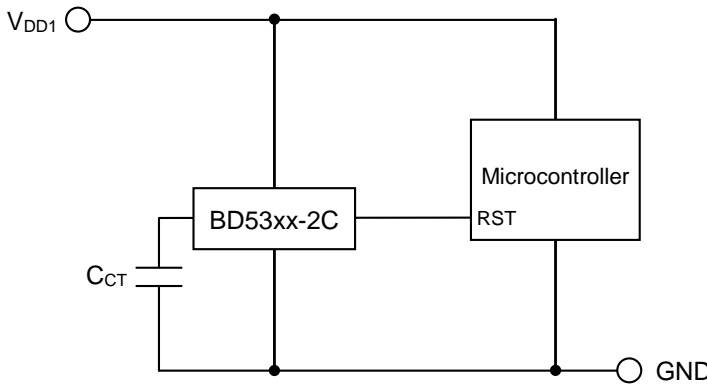 VDD1
Microcontroller
BD53xx-2C
RST
CCT
GND